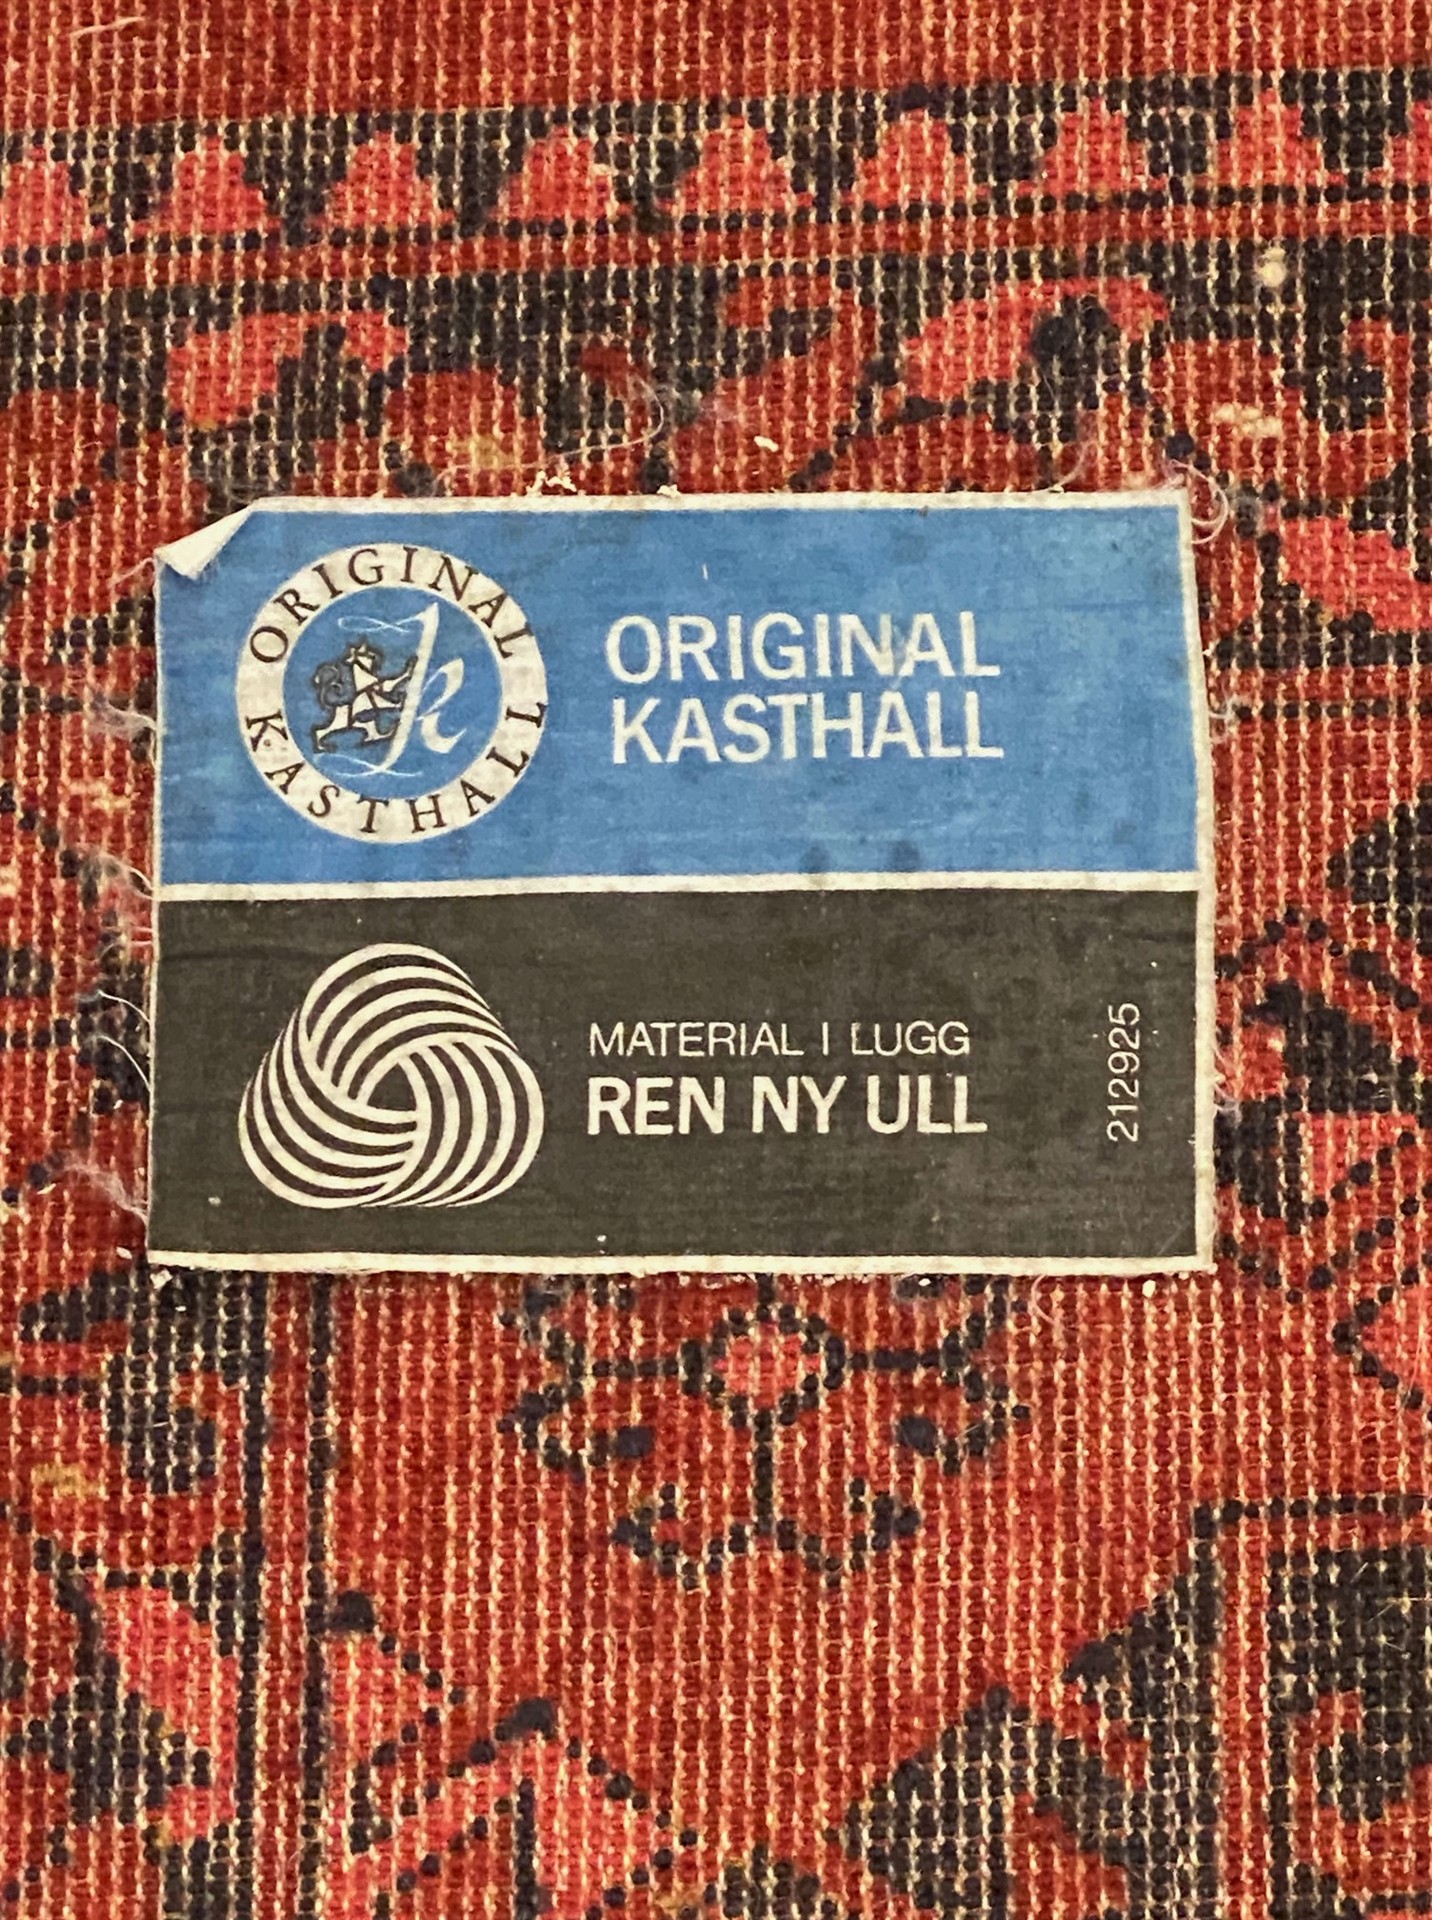 ORIGINAL
KASTHALL
k
ORIGINAL
KASTHALL
MATERIAL I LUGG
REN NY ULL
212925